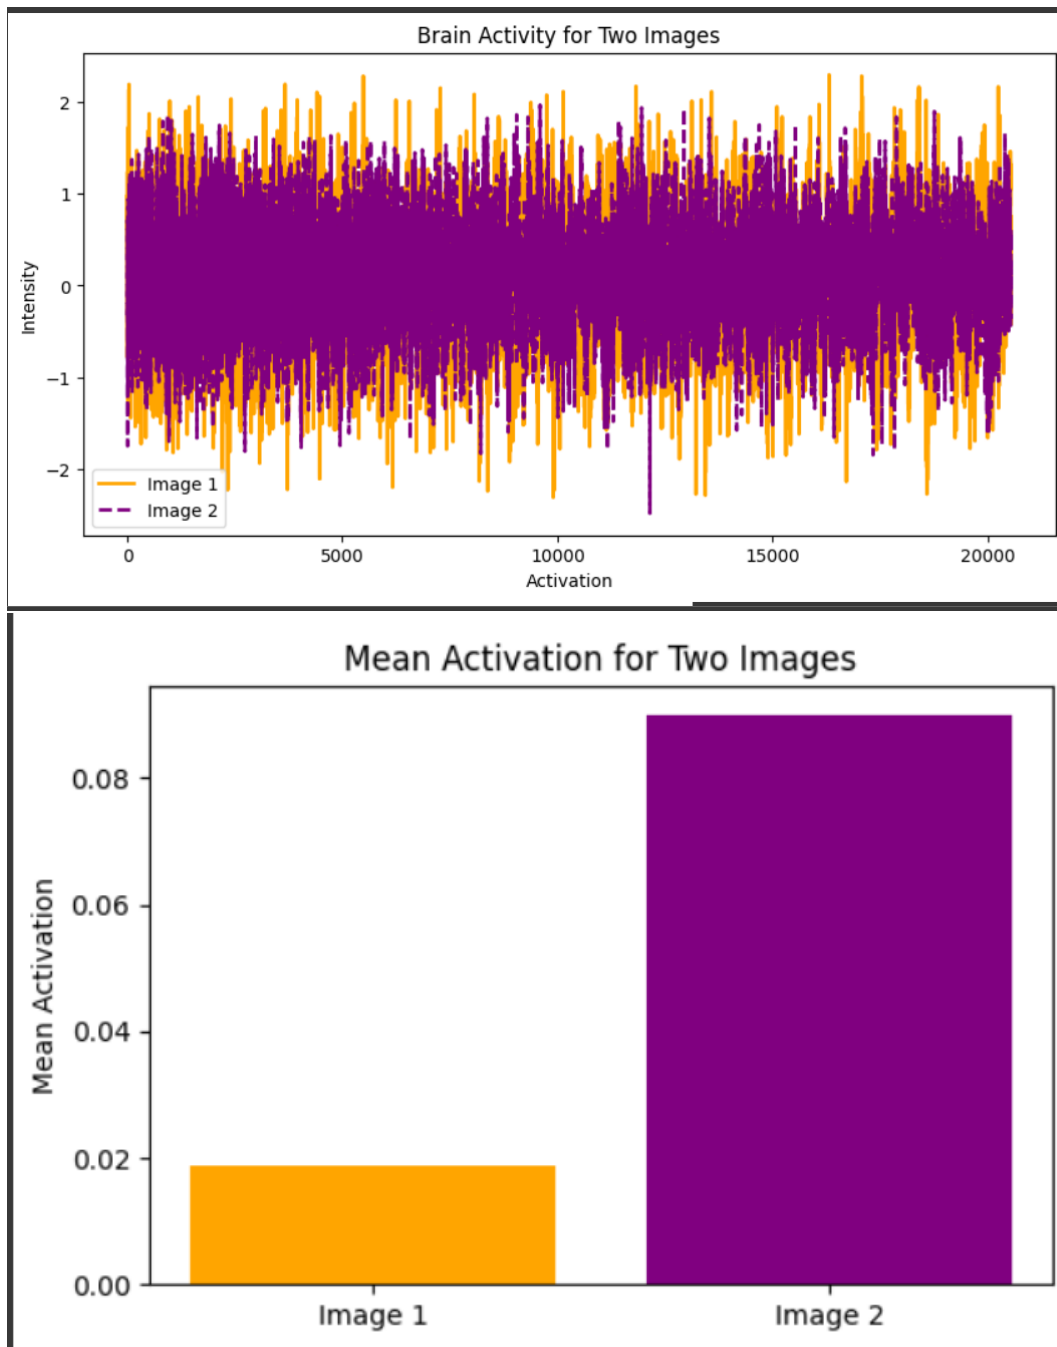 Brain Activity for Two Images
2
1
0
−1
−2
Intensity
Image 1
Image 2
0 5000 10000 15000 20000
Activation
Mean Activation for Two Images
0.08
0.06
0.04
0.02
0.00
Mean Activation
Image 1 Image 2